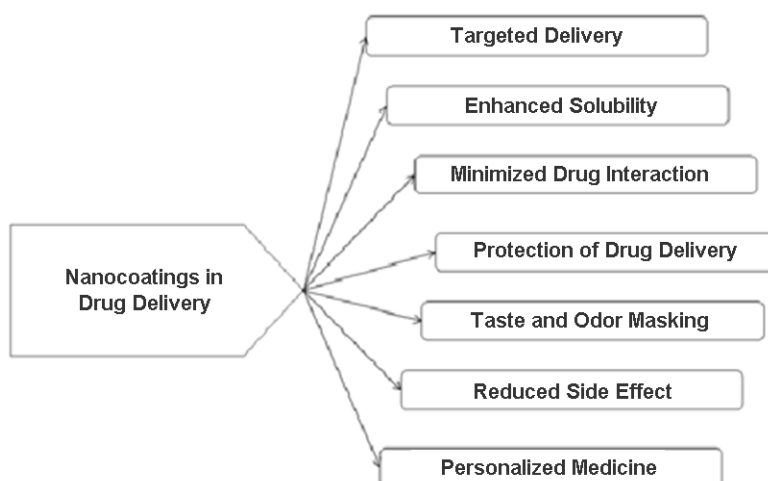 Targeted Delivery
Enhanced Solubility
Minimized Drug Interaction
Protection of Drug Delivery
Nanocoatings in
Drug Delivery
Taste and Odor Masking
Reduced Side Effect
Personalized Medicine